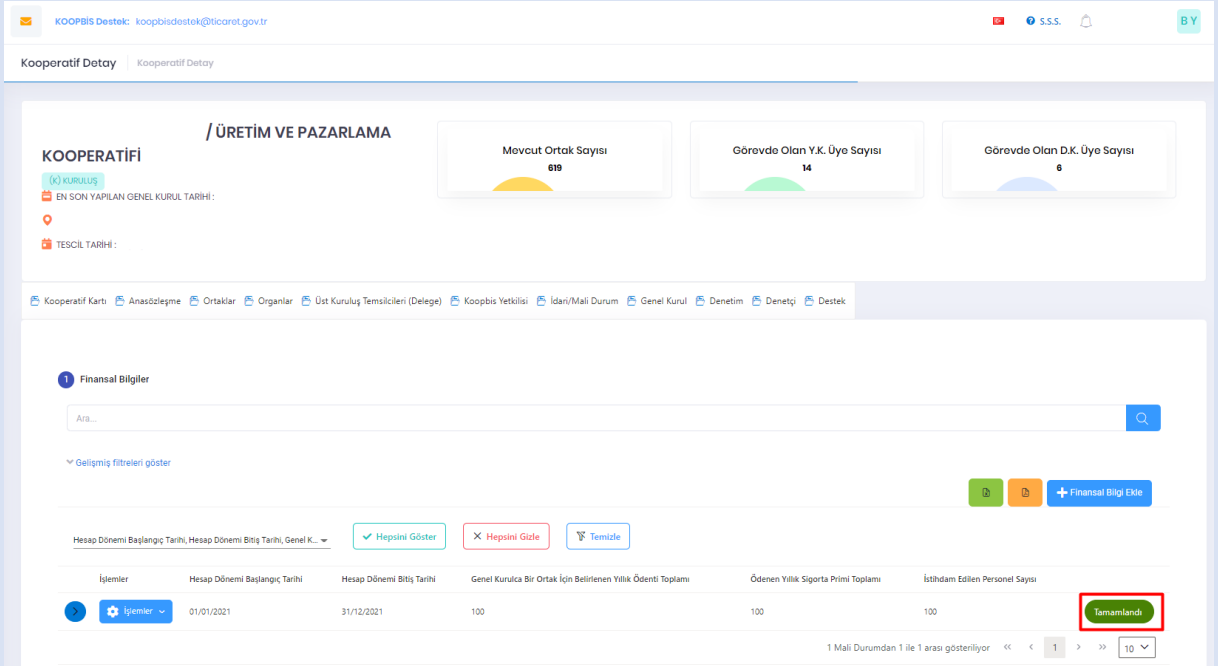 KOOPBİS Destek: koopbisdestek@ticaret.gov.tr
S.S.S.
B Y
Kooperatif Detay
Kooperatif Detay
/ ÜRETİM VE PAZARLAMA
KOOPERATİFİ
(K) KURULUŞ
EN SON YAPILAN GENEL KURUL TARİHİ :
TESCİL TARİHİ :
Mevcut Ortak Sayısı
619
Görevde Olan Y.K. Üye Sayısı
14
Görevde Olan D.K. Üye Sayısı
6
Kooperatif Kartı Anasözleşme Ortaklar Organlar Üst Kuruluş Temsilcileri (Delege) Koopbis Yetkilisi İdari/Mali Durum Genel Kurul Denetim Denetçi Destek
1 Finansal Bilgiler
Ara...
Gelişmiş filtreleri göster
Finansal Bilgi Ekle
Hesap Dönemi Başlangıç Tarihi, Hesap Dönemi Bitiş Tarihi, Genel K...
Hepsini Göster
Hepsini Gizle
Temizle
İşlemler Hesap Dönemi Başlangıç Tarihi Hesap Dönemi Bitiş Tarihi Genel Kurulca Bir Ortak İçin Belirlenen Yıllık Ödenti Toplamı Ödenen Yıllık Sigorta Primi Toplamı İstihdam Edilen Personel Sayısı
İşlemler 01/01/2021 31/12/2021 100 100 100 Tamamlandı
1 Mali Durumdan 1 ile 1 arası gösteriliyor << < 1 > >> 10